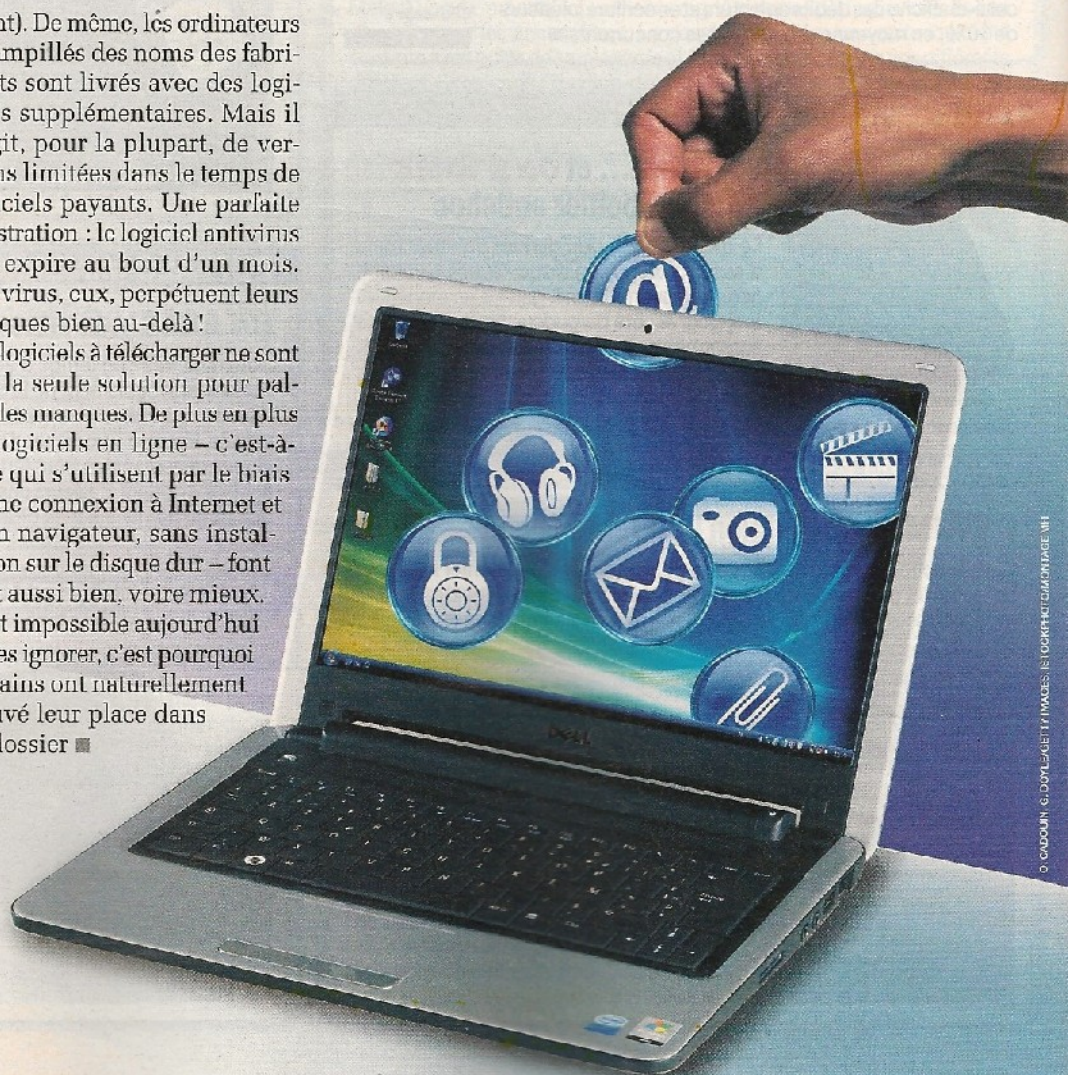 nt). De même, les ordinateurs
ampillés des noms des fabri-
ts sont livrés avec des logi-
s supplémentaires. Mais il
git, pour la plupart, de ver-
ns limitées dans le temps de
iciels payants. Une parfaite
stration : le logiciel antivirus
expire au bout d'un mois.
virus, eux, perpétuent leurs
ques bien au-delà !
logiciels à télécharger ne sont
la seule solution pour pal-
les manques. De plus en plus
ogiciels en ligne – c'est-à-
e qui s'utilisent par le biais
ne connexion à Internet et
n navigateur, sans instal-
on sur le disque dur – font
t aussi bien, voire mieux.
t impossible aujourd'hui
es ignorer, c'est pourquoi
ains ont naturellement
uvé leur place dans
dossier ■
@
DELL
O. CADOUIN, G. DOYLE/GETTY IMAGES, ISTOCKPHOTO/MONTAGE MH